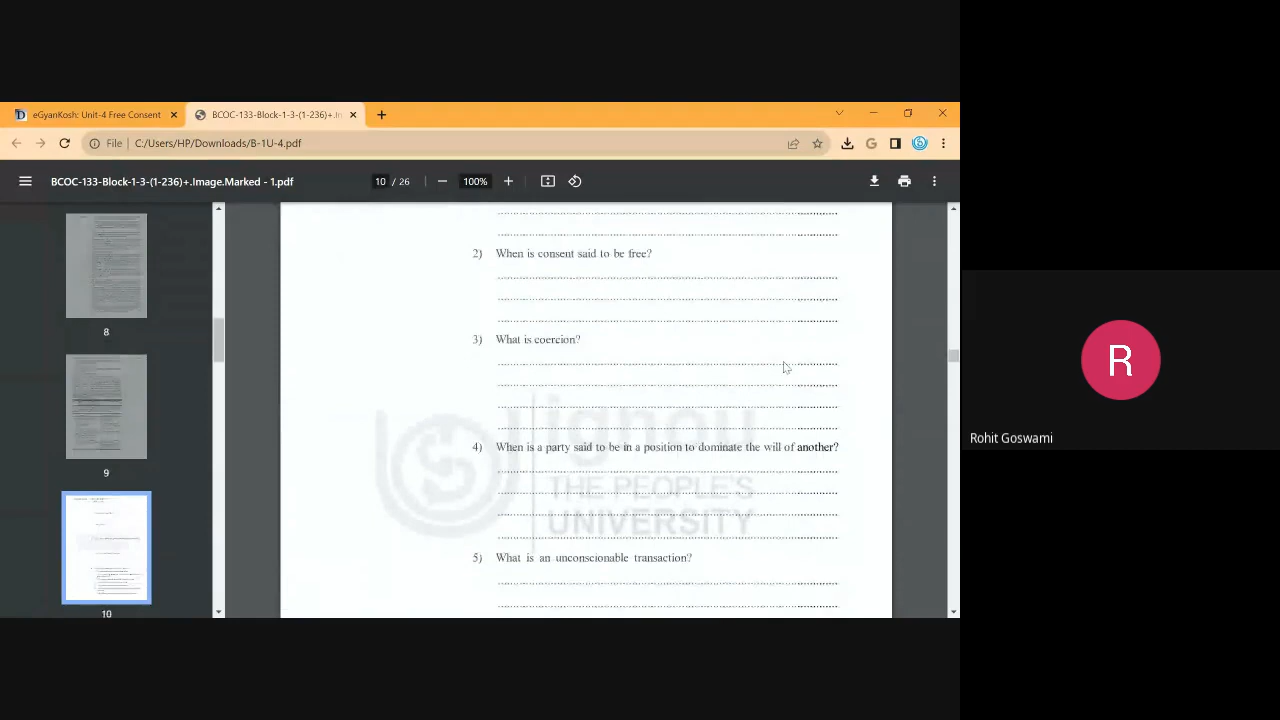 eGyanKosh: Unit-4 Free Consent
BCOC-133-Block-1-3-(1-236)+.In
File
C:/Users/HP/Downloads/B-1U-4.pdf
BCOC-133-Block-1-3-(1-236)+.Image.Marked - 1.pdf
10 / 26
100%
2) When is consent said to be free?
3) What is coercion?
4) When is a party said to be in a position to dominate the will of another?
5) What is an unconscionable transaction?
ignou
THE PEOPLE'S
UNIVERSITY
8
9
10
R
Rohit Goswami